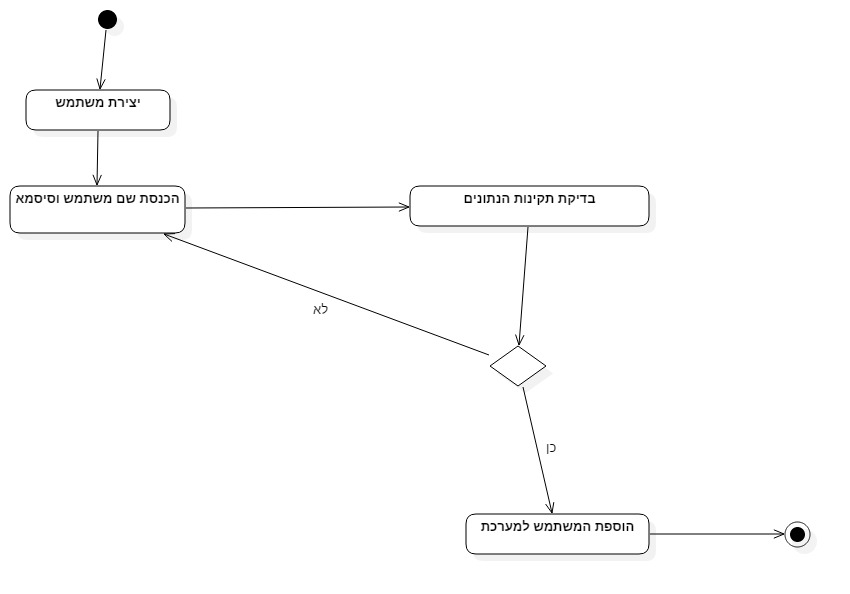 יצירת משתמש
הכנסת שם משתמש וסיסמא
בדיקת תקינות הנתונים
לא
כן
הוספת המשתמש למערכת